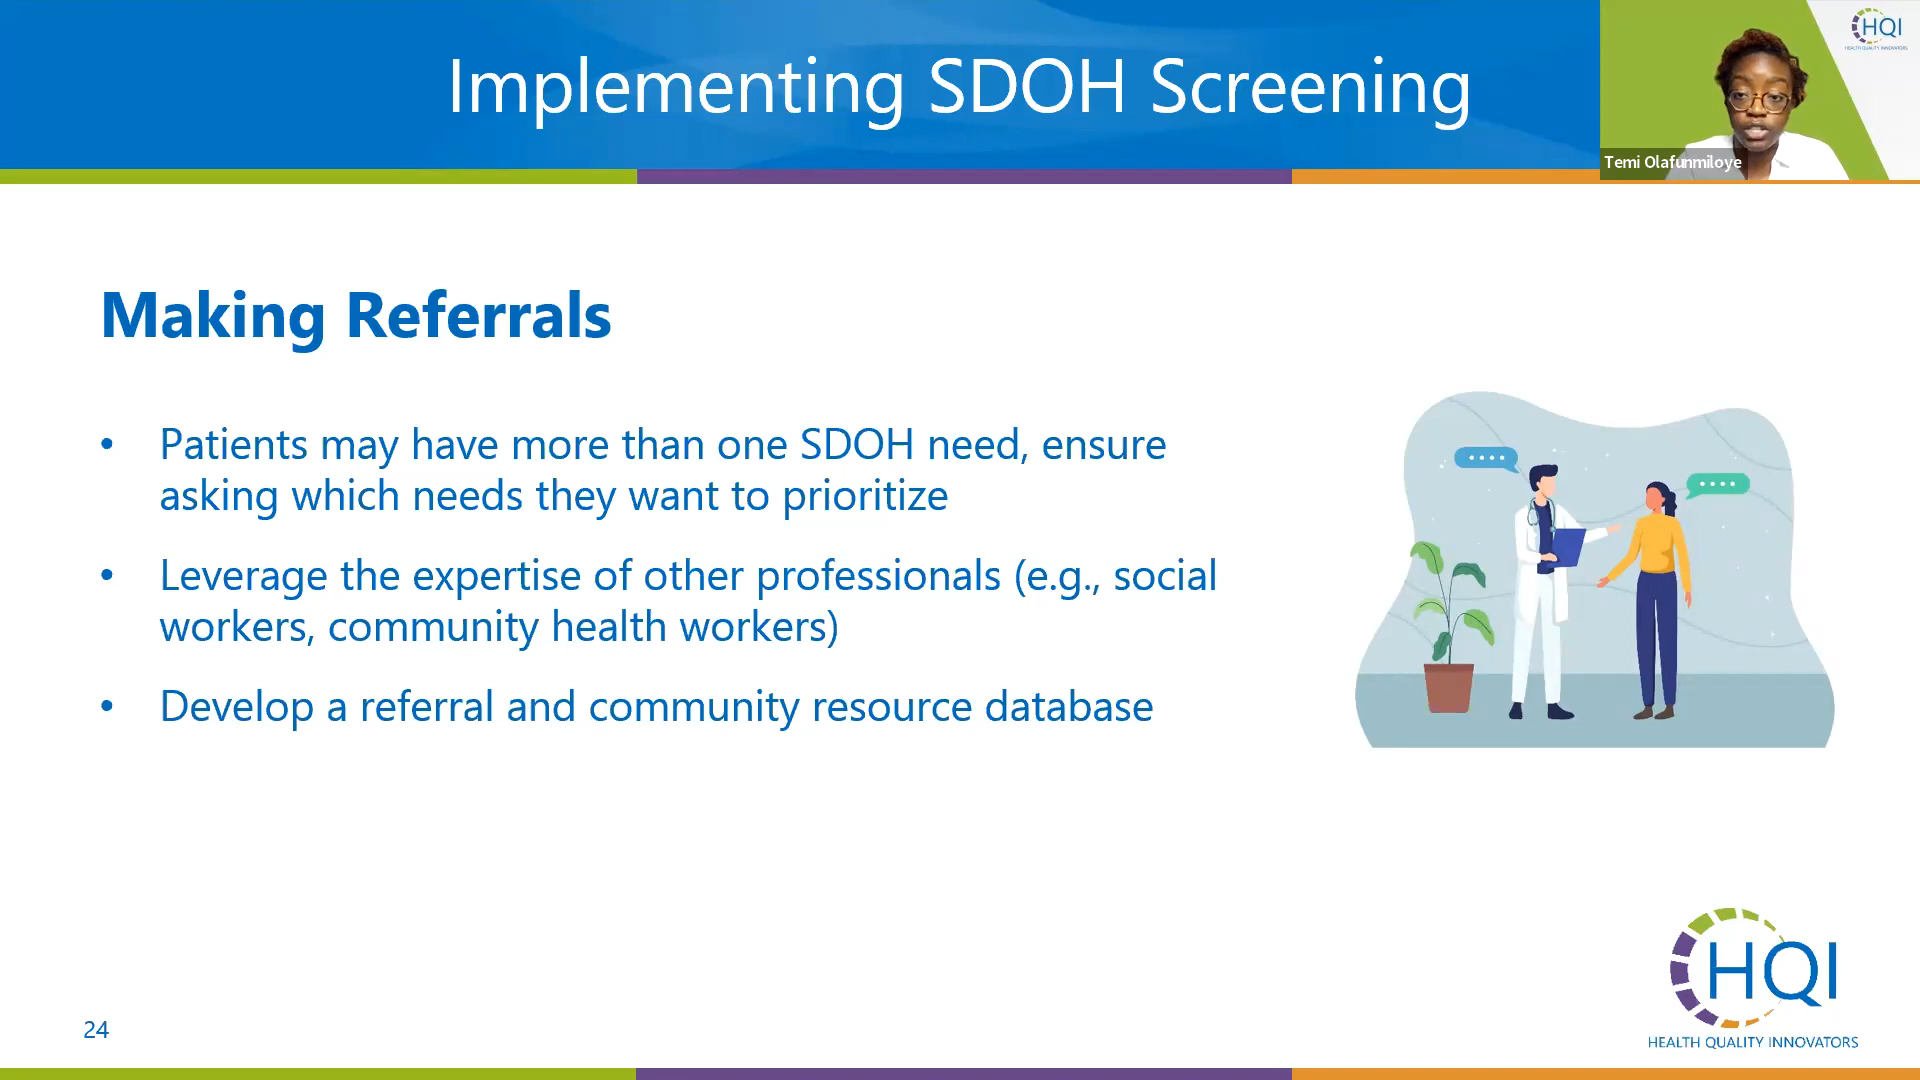 Implementing SDOH Screening
HQI
HEALTH QUALITY INNOVATORS
Temi Olafunmiloye
Making Referrals
• Patients may have more than one SDOH need, ensure
asking which needs they want to prioritize
• Leverage the expertise of other professionals (e.g., social
workers, community health workers)
• Develop a referral and community resource database
HQI
HEALTH QUALITY INNOVATORS
24